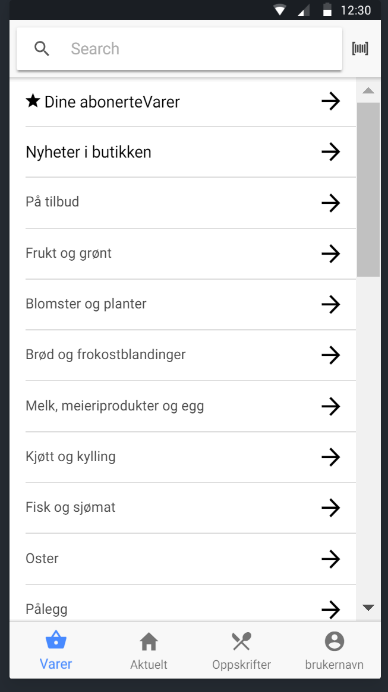 12:30
Search
Dine abonerteVarer
Nyheter i butikken
På tilbud
Frukt og grønt
Blomster og planter
Brød og frokostblandinger
Melk, meieriprodukter og egg
Kjøtt og kylling
Fisk og sjømat
Oster
Pålegg
Varer Aktuelt Oppskrifter brukernavn